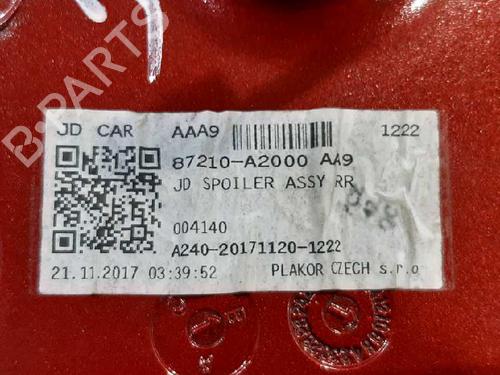 B-PARTS
JD CAR AAA9 1222
87210-A2000 AA9
JD SPOILER ASSY RR
004140
A240-20171120-1222
21.11.2017 03:39:52 PLAKOR CZECH s.r.o